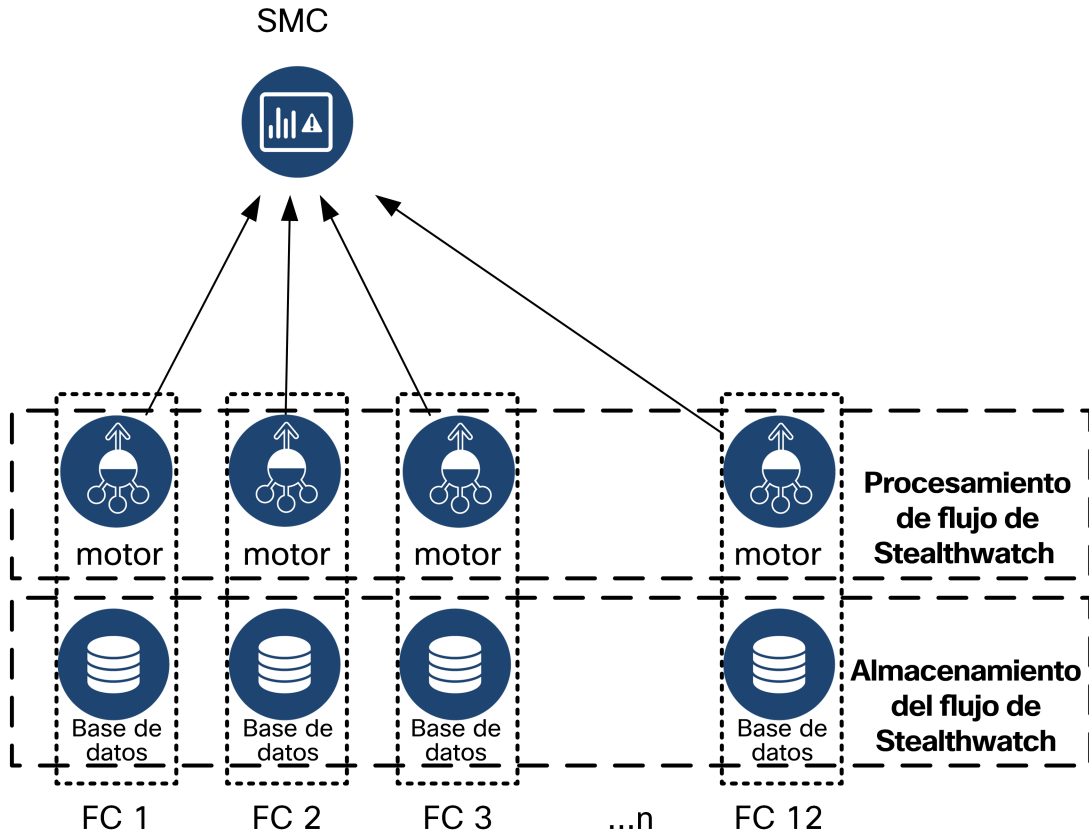 SMC
motor
motor
motor
motor
Procesamiento
de flujo de
Stealthwatch
Base de
datos
Base de
datos
Base de
datos
Base de
datos
Almacenamiento
del flujo de
Stealthwatch
FC 1
FC 2
FC 3
...n
FC 12